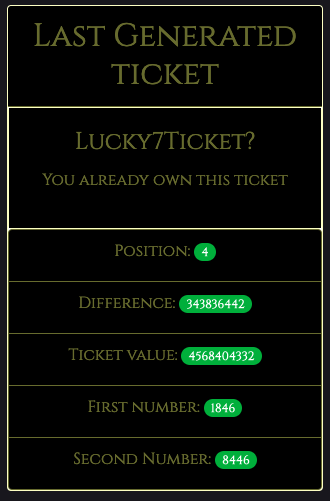 Last Generated
ticket
Lucky7Ticket?
You already own this ticket
Position: 4
Difference: 343836442
Ticket value: 4568404332
First number: 1846
Second Number: 8446